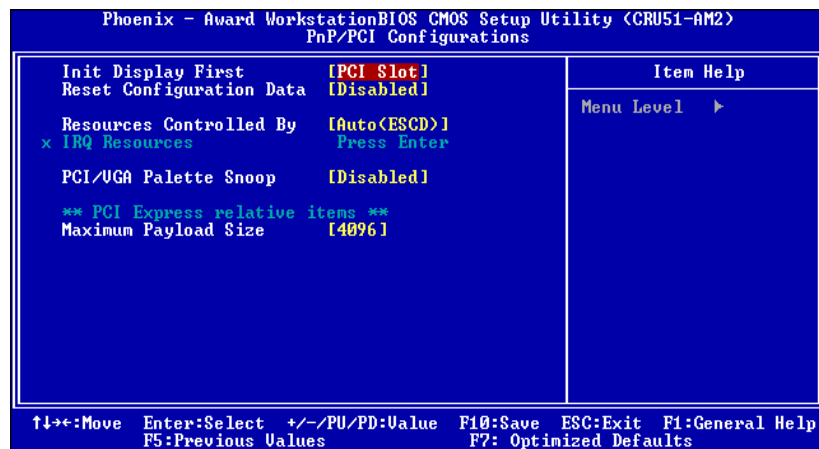 Phoenix - Award WorkstationBIOS CMOS Setup Utility (CRU51-AM2)
PnP/PCI Configurations
Init Display First [PCI Slot]
Reset Configuration Data [Disabled]
Resources Controlled By [Auto(ESCD)]
x IRQ Resources Press Enter
PCI/VGA Palette Snoop [Disabled]
** PCI Express relative items **
Maximum Payload Size [4096]
Item Help
Menu Level ►
↑↓→←:Move Enter:Select +/-/PU/PD:Value F10:Save ESC:Exit F1:General Help
F5:Previous Values F7: Optimized Defaults